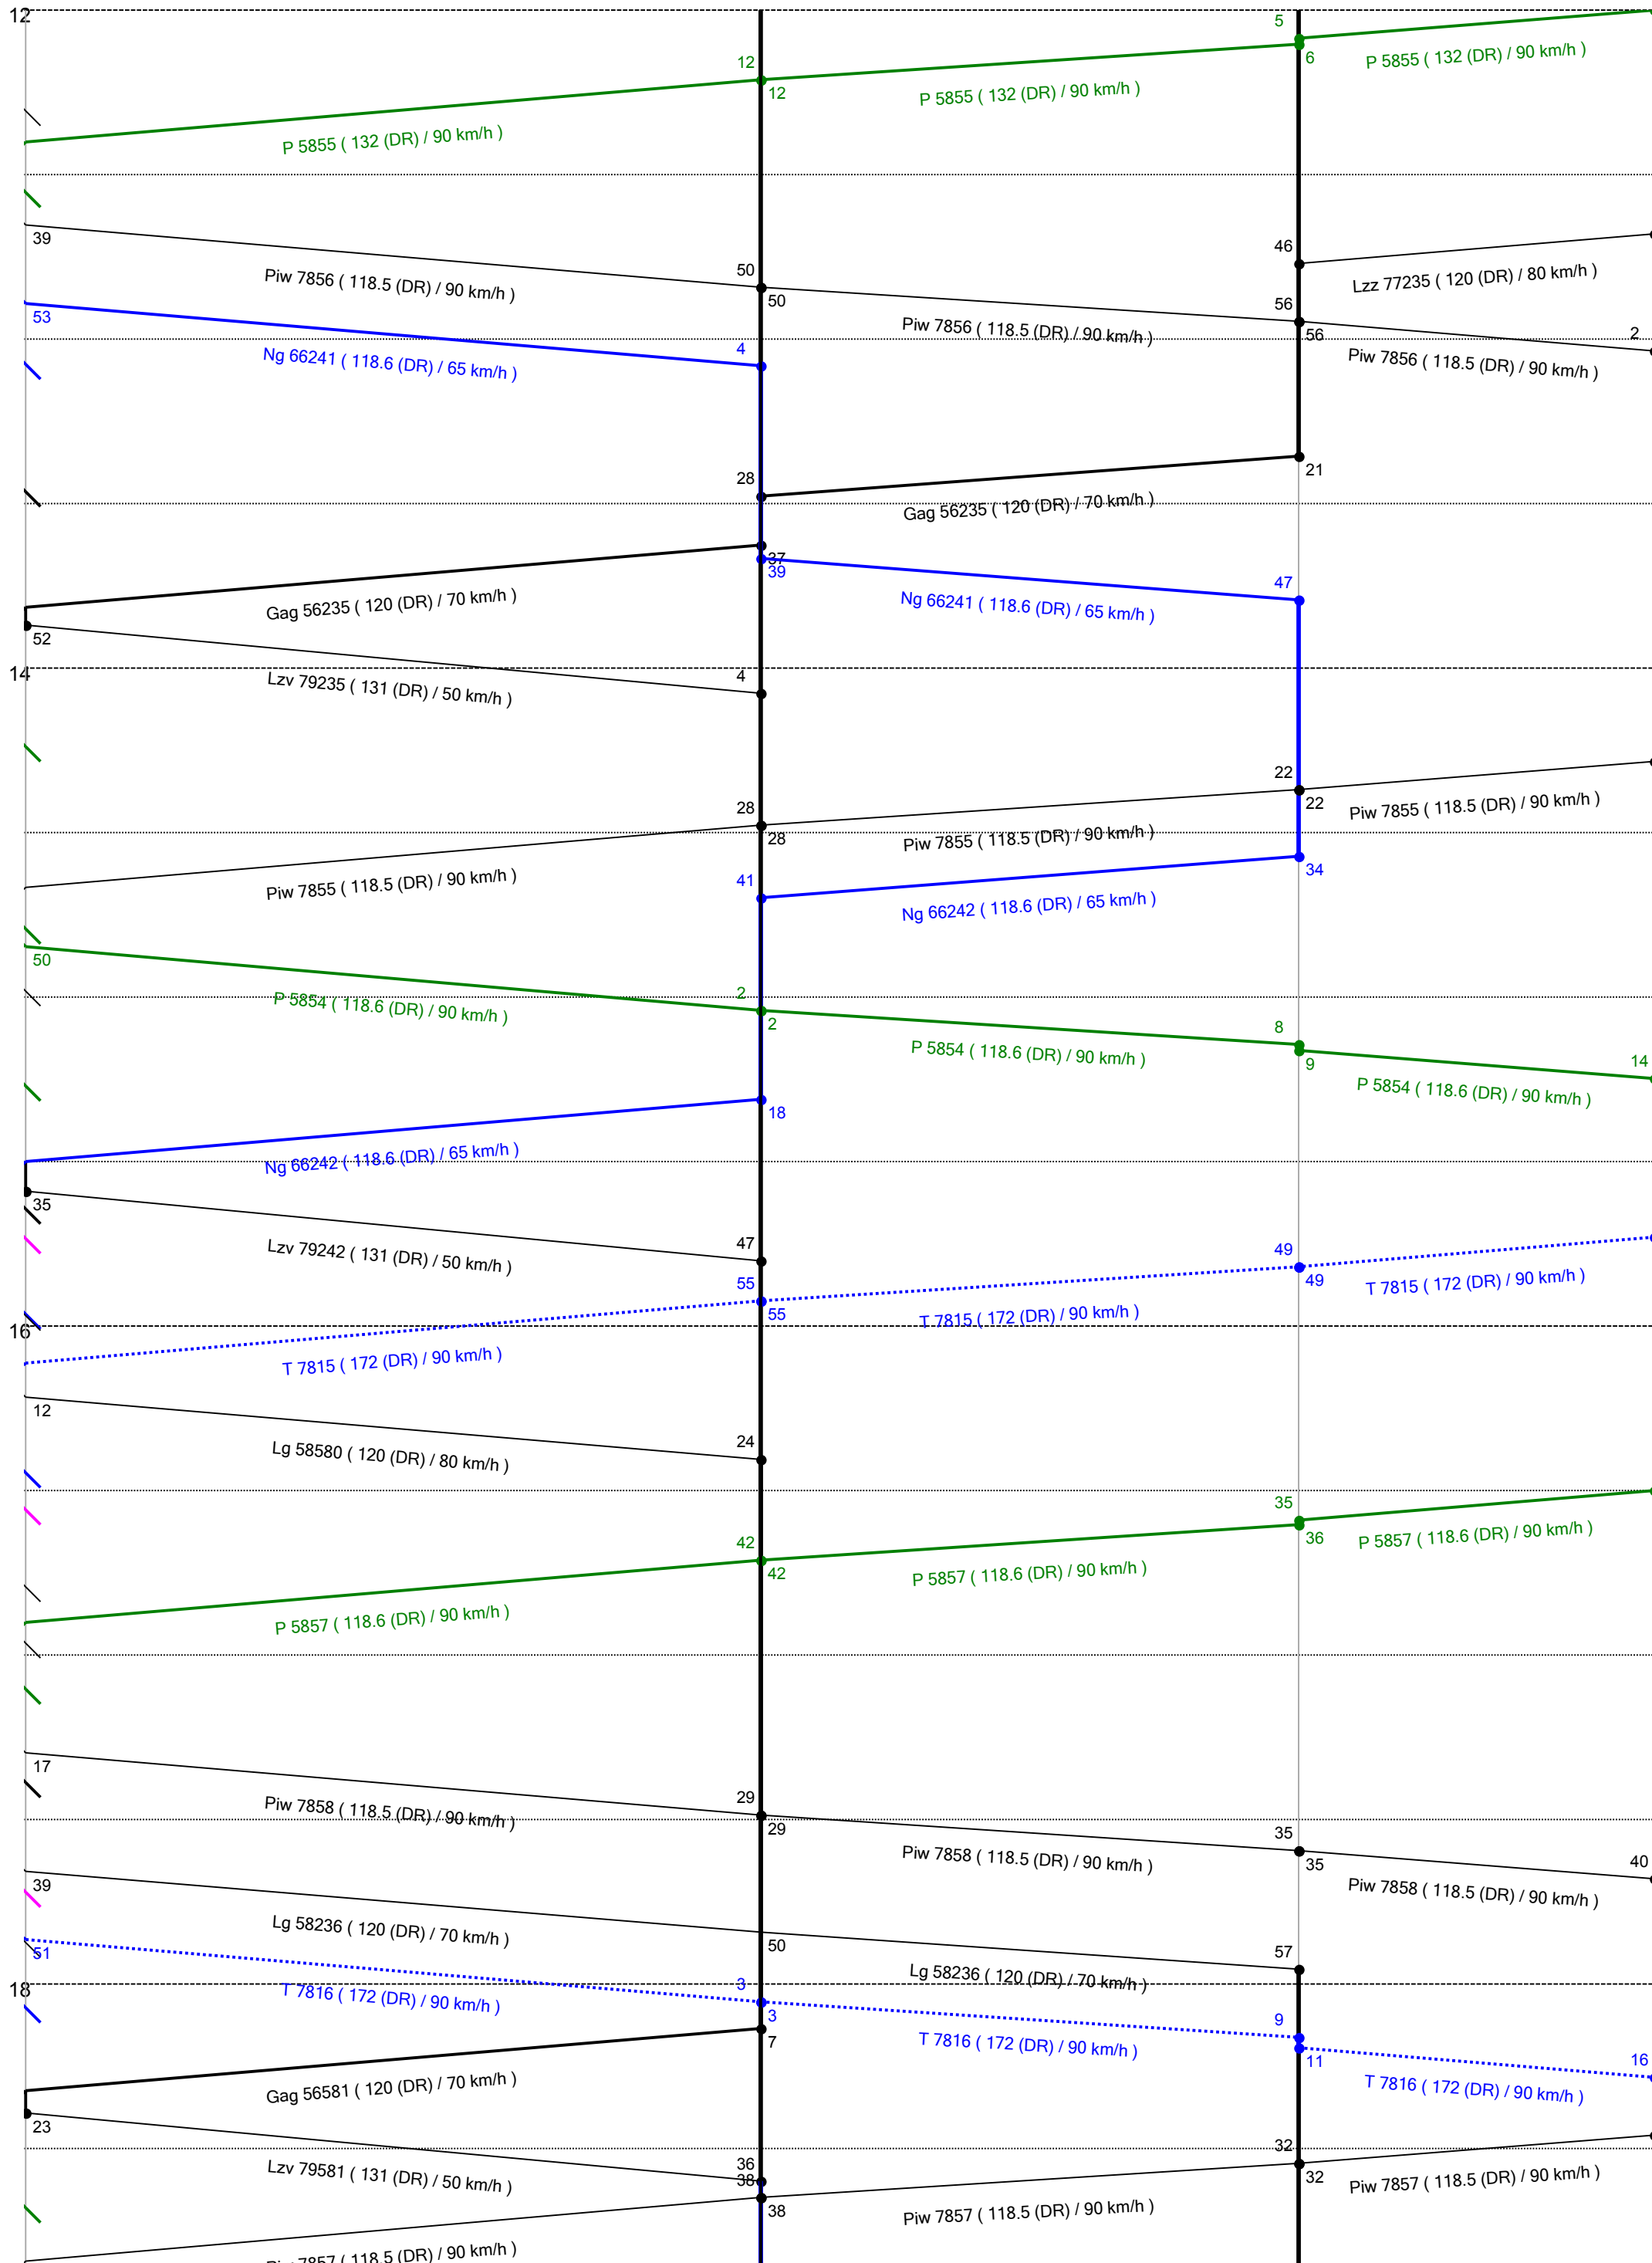 12
5
12
P 5855 ( 132 (DR) / 90 km/h )
6
12
P 5855 ( 132 (DR) / 90 km/h )
P 5855 ( 132 (DR) / 90 km/h )
39
46
50
Piw 7856 ( 118.5 (DR) / 90 km/h )
Lzz 77235 ( 120 (DR) / 80 km/h )
50
56
53
Piw 7856 ( 118.5 (DR) / 90 km/h )
56
2
4
Ng 66241 ( 118.6 (DR) / 65 km/h )
Piw 7856 ( 118.5 (DR) / 90 km/h )
28
21
Gag 56235 ( 120 (DR) / 70 km/h )
37
39
47
Gag 56235 ( 120 (DR) / 70 km/h )
Ng 66241 ( 118.6 (DR) / 65 km/h )
52
14
4
Lzv 79235 ( 131 (DR) / 50 km/h )
22
28
22
Piw 7855 ( 118.5 (DR) / 90 km/h )
28
Piw 7855 ( 118.5 (DR) / 90 km/h )
34
41
Piw 7855 ( 118.5 (DR) / 90 km/h )
Ng 66242 ( 118.6 (DR) / 65 km/h )
50
2
P 5854 ( 118.6 (DR) / 90 km/h )
2
8
P 5854 ( 118.6 (DR) / 90 km/h )
9
14
P 5854 ( 118.6 (DR) / 90 km/h )
18
Ng 66242 ( 118.6 (DR) / 65 km/h )
35
47
49
Lzv 79242 ( 131 (DR) / 50 km/h )
55
49
T 7815 ( 172 (DR) / 90 km/h )
55
T 7815 ( 172 (DR) / 90 km/h )
16
T 7815 ( 172 (DR) / 90 km/h )
12
24
Lg 58580 ( 120 (DR) / 80 km/h )
35
42
36
P 5857 ( 118.6 (DR) / 90 km/h )
42
P 5857 ( 118.6 (DR) / 90 km/h )
P 5857 ( 118.6 (DR) / 90 km/h )
17
29
Piw 7858 ( 118.5 (DR) / 90 km/h )
29
35
Piw 7858 ( 118.5 (DR) / 90 km/h )
35
40
39
Piw 7858 ( 118.5 (DR) / 90 km/h )
Lg 58236 ( 120 (DR) / 70 km/h )
50
57
51
Lg 58236 ( 120 (DR) / 70 km/h )
18
3
T 7816 ( 172 (DR) / 90 km/h )
3
9
7
T 7816 ( 172 (DR) / 90 km/h )
11
16
Gag 56581 ( 120 (DR) / 70 km/h )
T 7816 ( 172 (DR) / 90 km/h )
23
32
36
Lzv 79581 ( 131 (DR) / 50 km/h )
38
32
Piw 7857 ( 118.5 (DR) / 90 km/h )
38
Piw 7857 ( 118.5 (DR) / 90 km/h )
Piw 7857 ( 118.5 (DR) / 90 km/h )